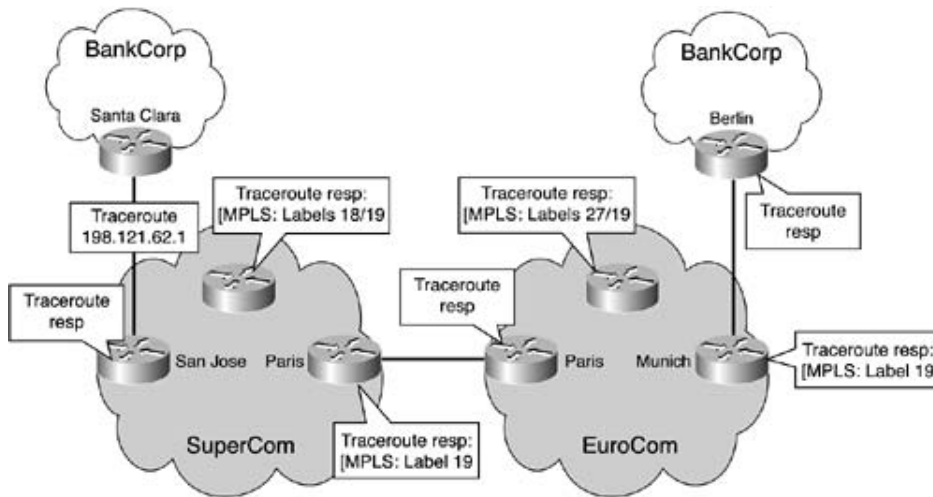 BankCorp
Santa Clara
BankCorp
Berlin
Traceroute
198.121.62.1
Traceroute resp:
[MPLS: Labels 18/19
Traceroute resp:
[MPLS: Labels 27/19
Traceroute
resp
Traceroute
resp
Traceroute
resp
San Jose
Paris
Paris
Munich
Traceroute resp:
[MPLS: Label 19
SuperCom
Traceroute resp:
[MPLS: Label 19
EuroCom